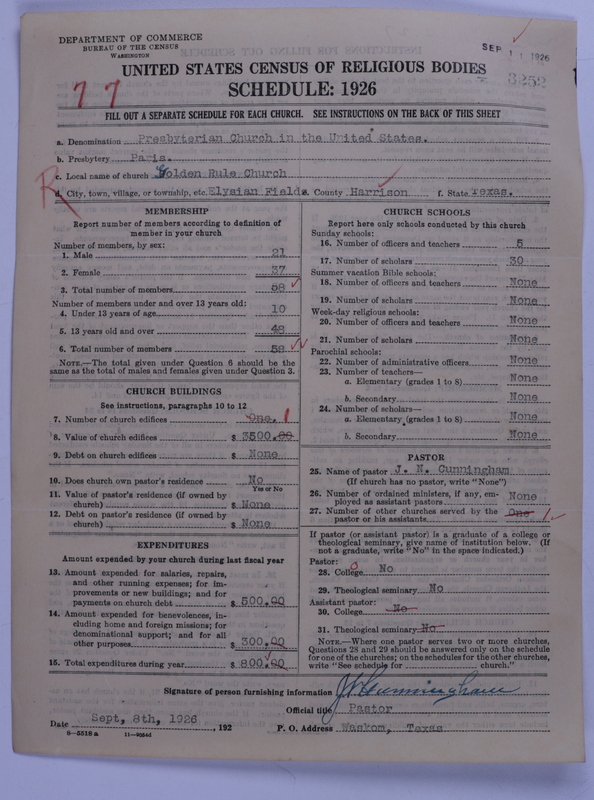 DEPARTMENT OF COMMERCE
BUREAU OF THE CENSUS
WASHINGTON
SEP 11 1926
3252
77
UNITED STATES CENSUS OF RELIGIOUS BODIES
SCHEDULE: 1926
FILL OUT A SEPARATE SCHEDULE FOR EACH CHURCH. SEE INSTRUCTIONS ON THE BACK OF THIS SHEET
a. Denomination Presbyterian Church in the United States.
b. Presbytery Paris.
c. Local name of church Golden Rule Church
R
d. City, town, village, or township, etc. Elysian Fields. County Harrison f. State Texas.
MEMBERSHIP
Report number of members according to definition of
member in your church
Number of members, by sex:
1. Male 21
2. Female 37
3. Total number of members 58
Number of members under and over 13 years old:
4. Under 13 years of age 10
5. 13 years old and over 48
6. Total number of members 58
NOTE.—The total given under Question 6 should be the
same as the total of males and females given under Question 3.
CHURCH BUILDINGS
See instructions, paragraphs 10 to 12
7. Number of church edifices One. 1
8. Value of church edifices $ 3500.00
9. Debt on church edifices $ None
10. Does church own pastor's residence? No
Yes or No
11. Value of pastor's residence (if owned by
church) $ None
12. Debt on pastor's residence (if owned by
church) $ None
EXPENDITURES
Amount expended by your church during last fiscal year
13. Amount expended for salaries, repairs,
and other running expenses; for im-
provements or new buildings; and for
payments on church debt $ 500.00
14. Amount expended for benevolences, in-
cluding home and foreign missions; for
denominational support; and for all
other purposes 300.00
15. Total expenditures during year $ 800.00
CHURCH SCHOOLS
Report here only schools conducted by this church
Sunday schools:
16. Number of officers and teachers 5
17. Number of scholars 30
Summer vacation Bible schools:
18. Number of officers and teachers None
19. Number of scholars None
Week-day religious schools:
20. Number of officers and teachers None
21. Number of scholars None
Parochial schools:
22. Number of administrative officers None
23. Number of teachers—
a. Elementary (grades 1 to 8) None
b. Secondary None
24. Number of scholars—
a. Elementary (grades 1 to 8) None
b. Secondary None
PASTOR
25. Name of pastor J. N. Cunningham
(If church has no pastor, write "None")
26. Number of ordained ministers, if any, em-
ployed as assistant pastors None
27. Number of other churches served by the
pastor or his assistants One 1
If pastor (or assistant pastor) is a graduate of a college or
theological seminary, give name of institution below. (If
not a graduate, write "No" in the space indicated.)
Pastor:
28. College No
29. Theological seminary No
Assistant pastor:
30. College No
31. Theological seminary No
NOTE.—Where one pastor serves two or more churches,
Questions 28 and 29 should be answered only on the schedule
for one of the churches; on the schedules for the other churches,
write "See schedule for church."
Signature of person furnishing information J N Cunningham
Official title Pastor
Date Sept, 8th, 1926 , 192
P. O. Address Waskom, Texas